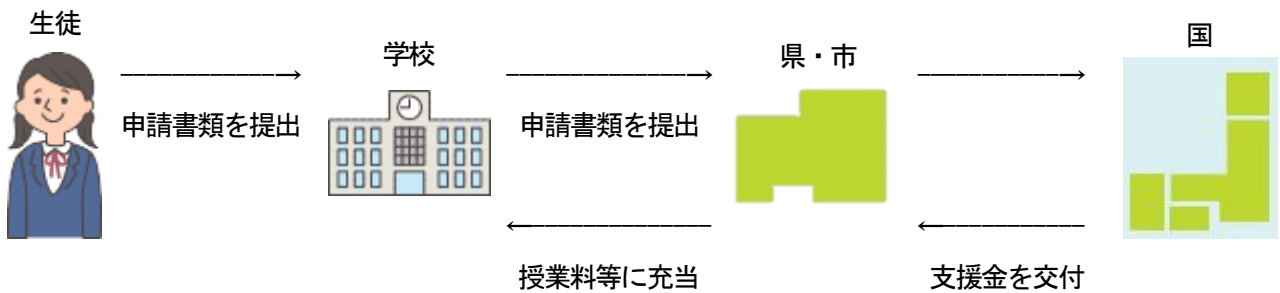 生徒
学校
県・市
国
申請書類を提出
申請書類を提出
授業料等に充当
支援金を交付